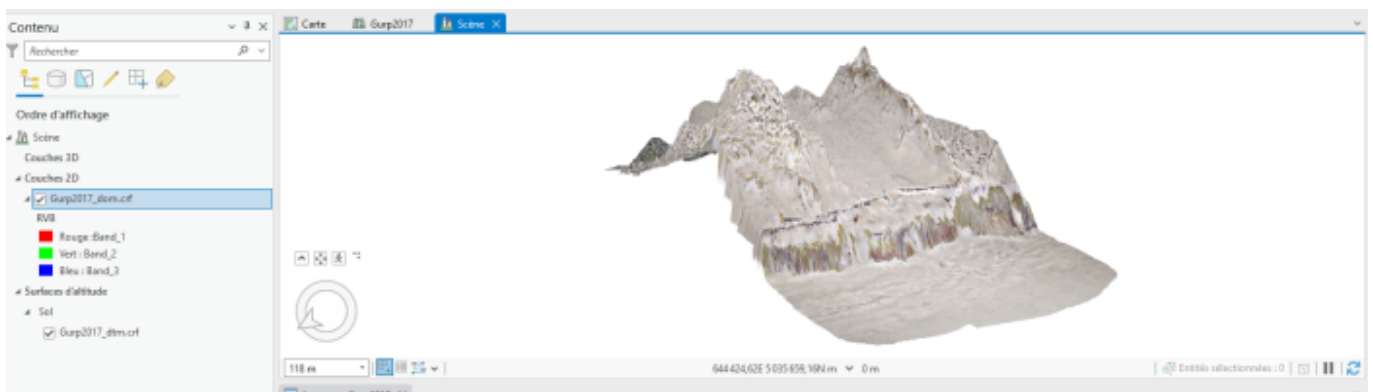 Contenu
Carte
Gurp2017
Scène
Rechercher
Ordre d'affichage
Scène
Couches 3D
Couches 2D
Gurp2017_dom.crf
RVB
Rouge :Band_1
Vert : Band_2
Bleu : Band_3
Surfaces d'altitude
Sol
Gurp2017_dtm.crf
118 m
644 424,62E 5 035 659,16N m
0 m
Entités sélectionnées : 0